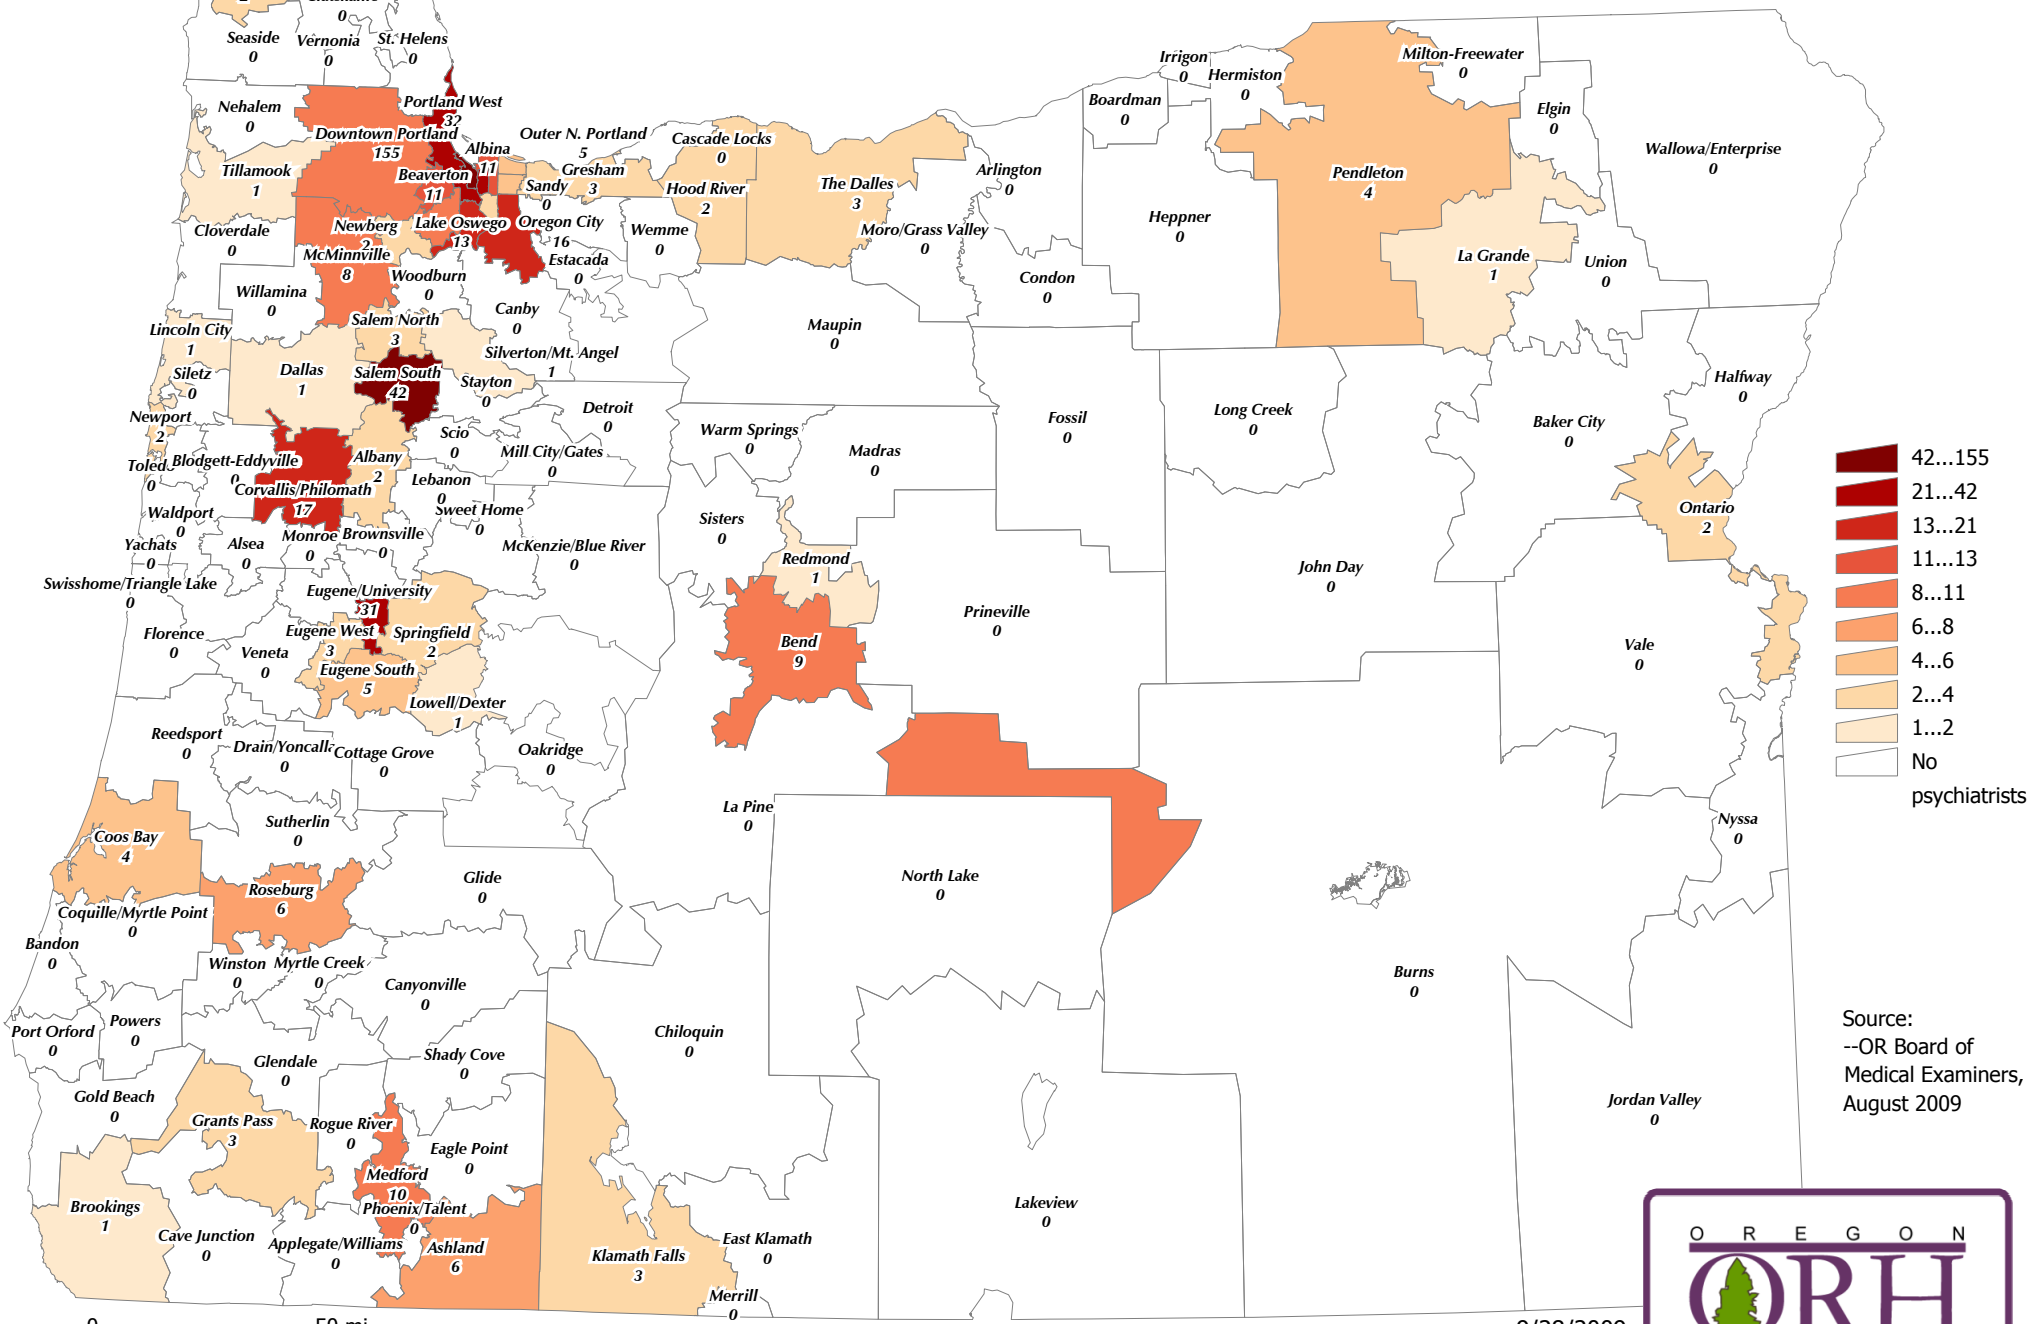 Seaside
0
Vernonia
0
St. Helens
0
0
Nehalem
0
Portland West
32
Downtown Portland
155
Outer N. Portland
5
Albina
11
Cascade Locks
0
Tillamook
1
Beaverton
11
Gresham
3
Sandy
0
Hood River
2
The Dalles
3
Cloverdale
0
Newberg
2
Lake Oswego
13
Oregon City
16
Wemme
0
Moro/Grass Valley
0
McMinnville
8
Woodburn
0
Estacada
0
Willamina
0
Canby
0
Irrigon
0
Hermiston
0
Milton-Freewater
0
Boardman
0
Elgin
0
Wallowa/Enterprise
0
Arlington
0
Pendleton
4
Heppner
0
La Grande
1
Union
0
Condon
0
Lincoln City
1
Salem North
3
Maupin
0
Silverton/Mt. Angel
1
Siletz
0
Dallas
1
Salem South
42
Stayton
0
Newport
2
Detroit
0
Scio
0
Mill City/Gates
0
Warm Springs
0
Madras
0
Fossil
0
Long Creek
0
Baker City
0
Halfway
0
Toledo
0
Blodgett-Eddyville
0
Albany
2
Lebanon
0
Corvallis/Philomath
17
Sweet Home
0
Waldport
0
Sisters
0
Ontario
2
Yachats
0
Alsea
0
Monroe
0
Brownsville
0
McKenzie/Blue River
0
Redmond
1
John Day
0
Swisshome/Triangle Lake
0
Eugene/University
31
Prineville
0
Florence
0
Eugene West
3
Springfield
2
Bend
9
Vale
0
Veneta
0
Eugene South
5
Lowell/Dexter
1
Reedsport
0
Drain/Yoncalla
0
Cottage Grove
0
Oakridge
0
Coos Bay
4
Sutherlin
0
La Pine
0
Nyssa
0
Roseburg
6
Glide
0
North Lake
0
Coquille/Myrtle Point
0
Bandon
0
Winston
0
Myrtle Creek
0
Canyonville
0
Burns
0
Port Orford
0
Powers
0
Chiloquin
0
Glendale
0
Shady Cove
0
Gold Beach
0
Grants Pass
3
Rogue River
0
Eagle Point
0
Jordan Valley
0
Medford
10
Brookings
1
Phoenix/Talent
0
Lakeview
0
Cave Junction
0
Applegate/Williams
0
Ashland
6
Klamath Falls
3
East Klamath
0
Merrill
0
42...155
21...42
13...21
11...13
8...11
6...8
4...6
2...4
1...2
No
psychiatrists
Source:
--OR Board of
Medical Examiners,
August 2009
OREGON
ORH